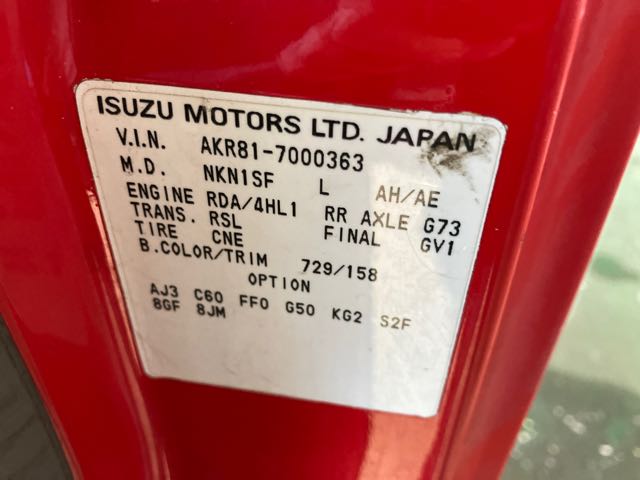 ISUZU MOTORS LTD. JAPAN
V.I.N. AKR81-7000363
M.D. NKN1SF L AH/AE
ENGINE RDA/4HL1 RR AXLE G73
TRANS. RSL FINAL GV1
TIRE CNE
B.COLOR/TRIM 729/158
OPTION
AJ3 C60 FF0 G50 KG2 S2F
8GF 8JM